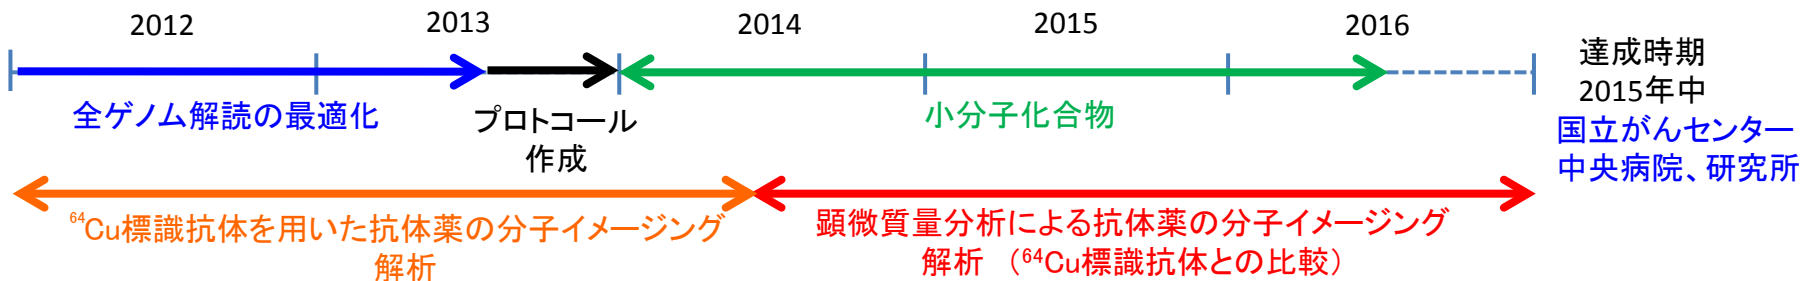 2012
2013
2014
2015
2016
全ゲノム解読の最適化
プロトコール
作成
小分子化合物
達成時期
2015年中
国立がんセンター
中央病院、研究所
⁶⁴Cu標識抗体を用いた抗体薬の分子イメージング
解析
顕微質量分析による抗体薬の分子イメージング
解析 （⁶⁴Cu標識抗体との比較）